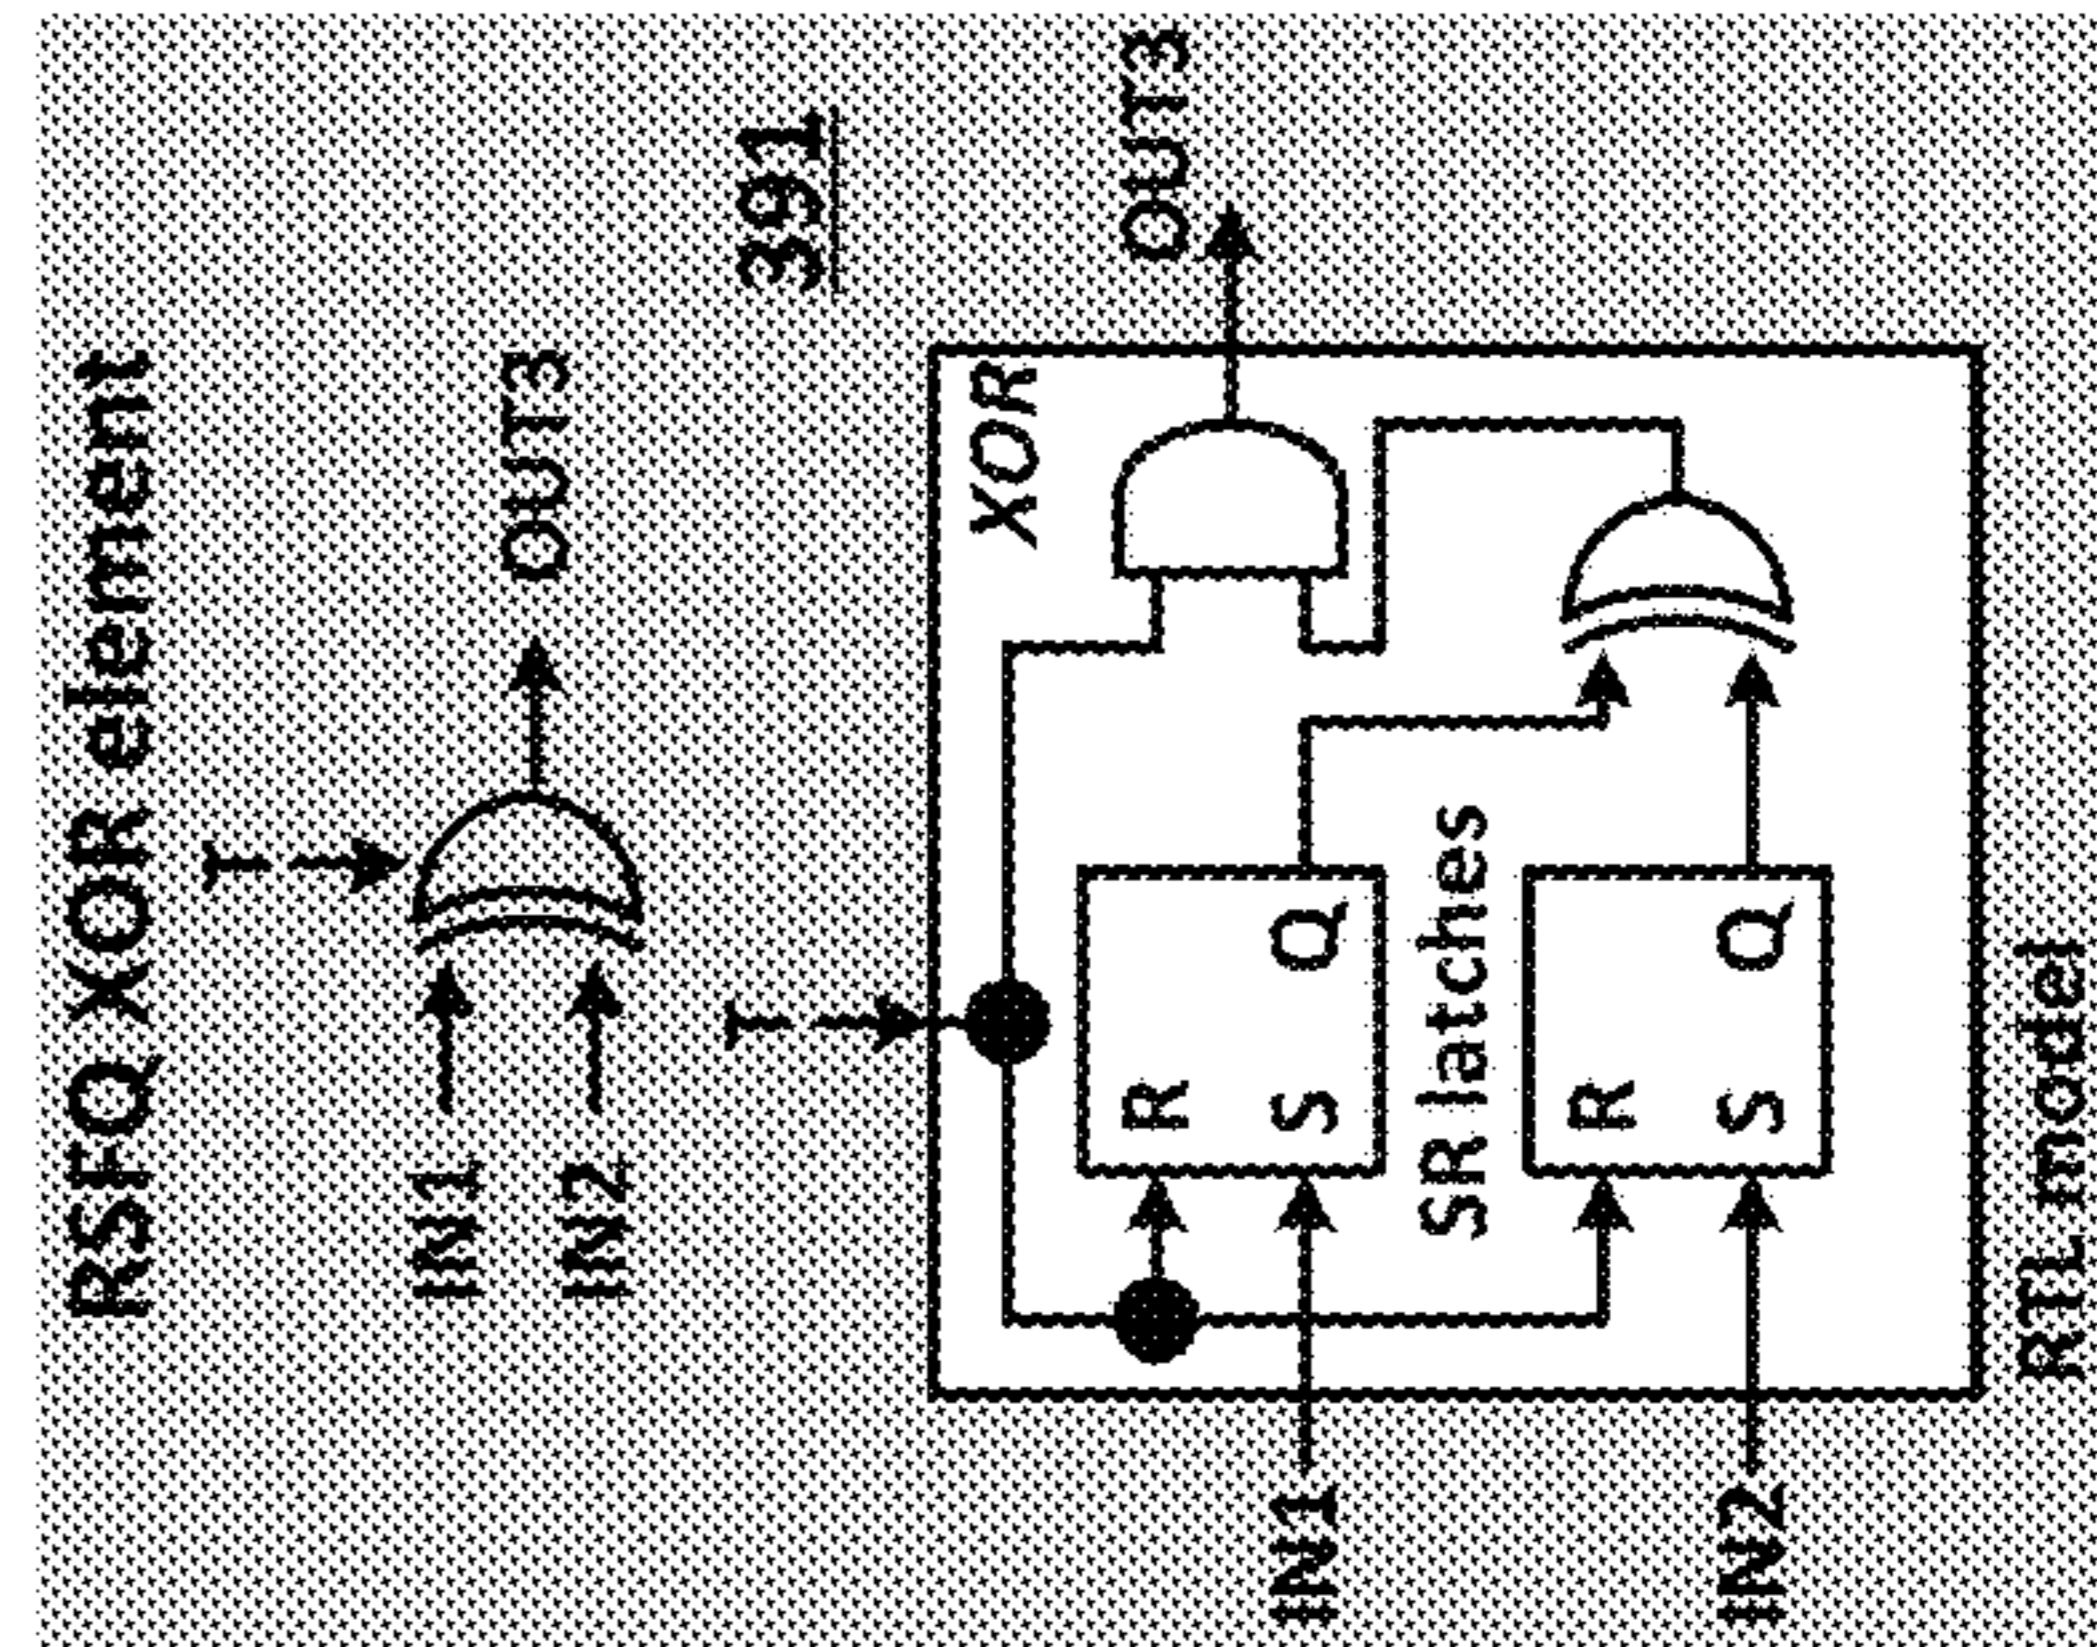 RSFQ XOR element
T
IN1
IN2
OUT3
391
T
XOR
OUT3
R
S
Q
SR latches
R
S
Q
IN1
IN2
RTL model